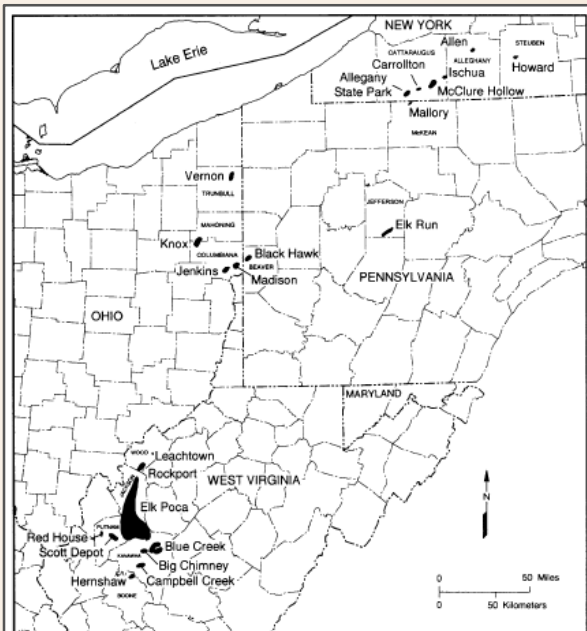 NEW YORK
Lake Erie
Allen
STEUBEN
CATTARAUGUS
Carrollton
ALLEGHANY
Ischua
Howard
Allegany
State Park
McClure Hollow
Mallory
McKEAN
Vernon
TRUMBULL
JEFFERSON
MAHONING
Elk Run
Knox
COLUMBIANA
Black Hawk
BEAVER
Jenkins
Madison
PENNSYLVANIA
OHIO
MARYLAND
WOOD
Leachtown
Rockport
JACKSON
WEST VIRGINIA
Elk Poca
N
PUTNAM
Red House
Scott Depot
Blue Creek
KANAWHA
Big Chimney
Hernshaw
Campbell Creek
BOONE
0 50 Miles
0 50 Kilometers